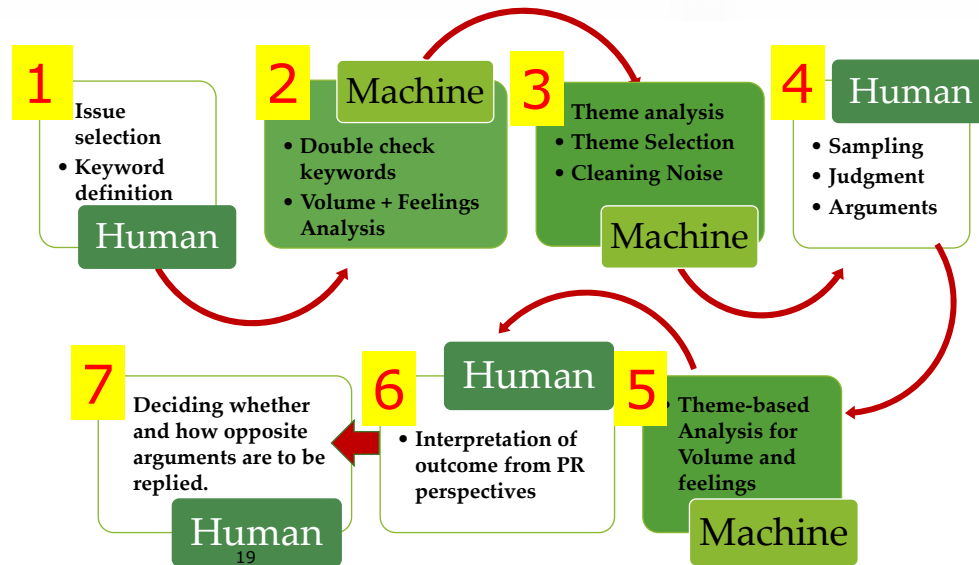 1
Issue
selection
• Keyword
definition
Human
2
Machine
• Double check
keywords
• Volume + Feelings
Analysis
3
Theme analysis
• Theme Selection
• Cleaning Noise
Machine
4
Human
• Sampling
• Judgment
• Arguments
7
Deciding whether
and how opposite
arguments are to be
replied.
Human
19
6
Human
• Interpretation of
outcome from PR
perspectives
5
• Theme-based
Analysis for
Volume and
feelings
Machine